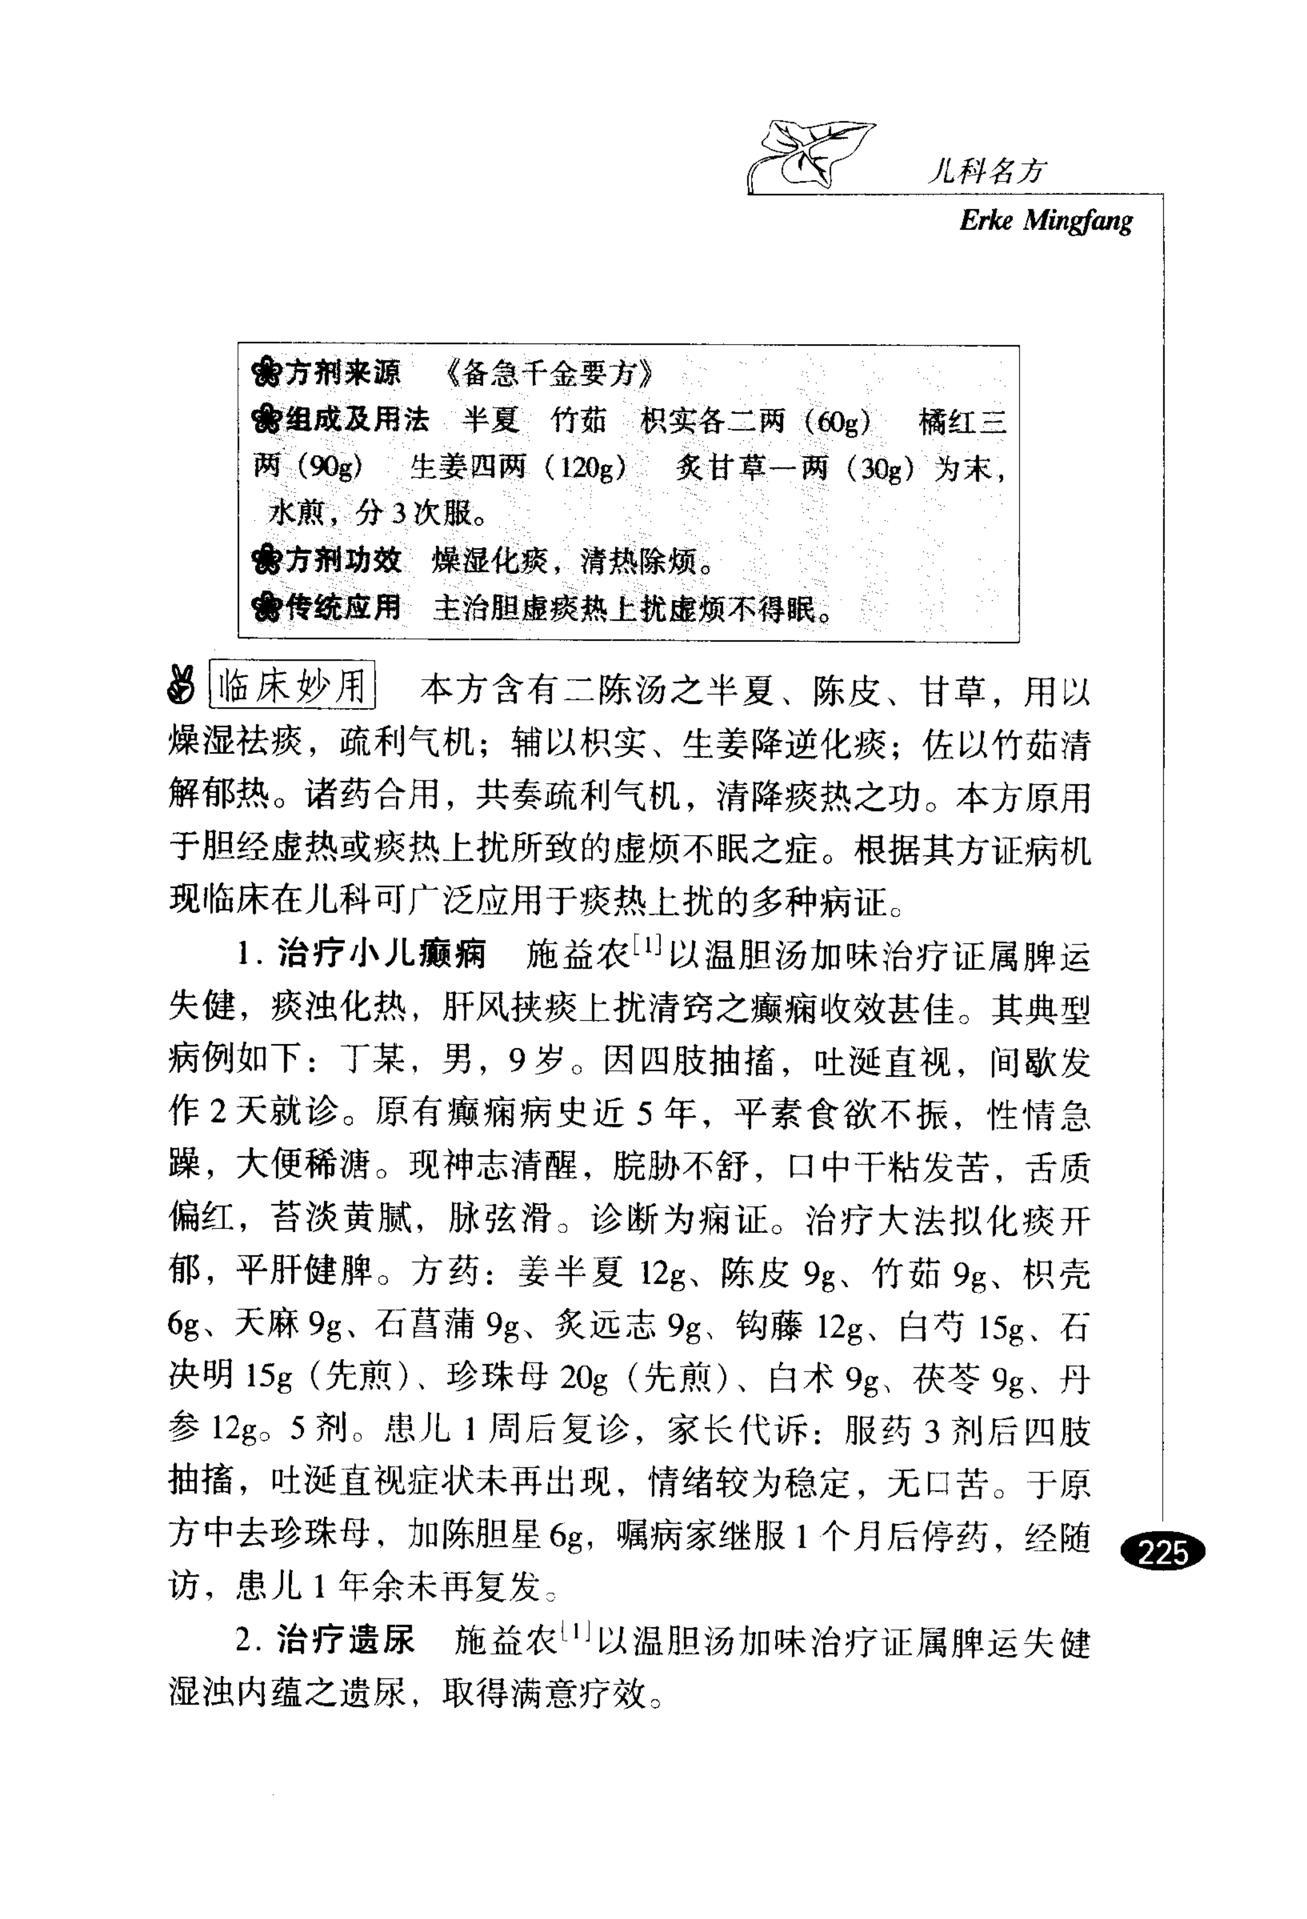 儿科名方
Erke Mingfang
方剂来源 《备急千金要方》
组成及用法 半夏 竹茹 枳实各二两（60g） 橘红三
两（90g） 生姜四两（120g） 炙甘草一两（30g）为末，
水煎，分3次服。
方剂功效 燥湿化痰，清热除烦。
传统应用 主治胆虚痰热上扰虚烦不得眠。
临床妙用 本方含有二陈汤之半夏、陈皮、甘草，用以
燥湿祛痰，疏利气机；辅以枳实、生姜降逆化痰；佐以竹茹清
解郁热。诸药合用，共奏疏利气机，清降痰热之功。本方原用
于胆经虚热或痰热上扰所致的虚烦不眠之症。根据其方证病机
现临床在儿科可广泛应用于痰热上扰的多种病证。
1. 治疗小儿癫痫 施益农[1]以温胆汤加味治疗证属脾运
失健，痰浊化热，肝风挟痰上扰清窍之癫痫收效甚佳。其典型
病例如下：丁某，男，9岁。因四肢抽搐，吐涎直视，间歇发
作2天就诊。原有癫痫病史近5年，平素食欲不振，性情急
躁，大便稀溏。现神志清醒，脘胁不舒，口中干粘发苦，舌质
偏红，苔淡黄腻，脉弦滑。诊断为痫证。治疗大法拟化痰开
郁，平肝健脾。方药：姜半夏12g、陈皮9g、竹茹9g、枳壳
6g、天麻9g、石菖蒲9g、炙远志9g、钩藤12g、白芍15g、石
决明15g（先煎）、珍珠母20g（先煎）、白术9g、茯苓9g、丹
参12g。5剂。患儿1周后复诊，家长代诉：服药3剂后四肢
抽搐，吐涎直视症状未再出现，情绪较为稳定，无口苦。于原
方中去珍珠母，加陈胆星6g，嘱病家继服1个月后停药，经随
访，患儿1年余未再复发。
2. 治疗遗尿 施益农[1]以温胆汤加味治疗证属脾运失健
湿浊内蕴之遗尿，取得满意疗效。
225